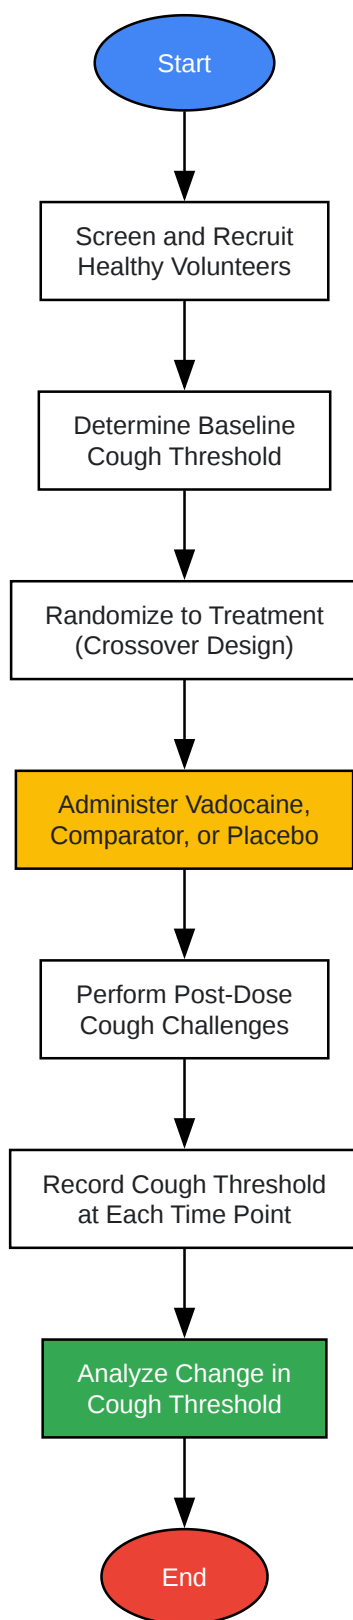 Start
Screen and Recruit
Healthy Volunteers
Determine Baseline
Cough Threshold
Randomize to Treatment
(Crossover Design)
Administer Vadocaine,
Comparator, or Placebo
Perform Post-Dose
Cough Challenges
Record Cough Threshold
at Each Time Point
Analyze Change in
Cough Threshold
End